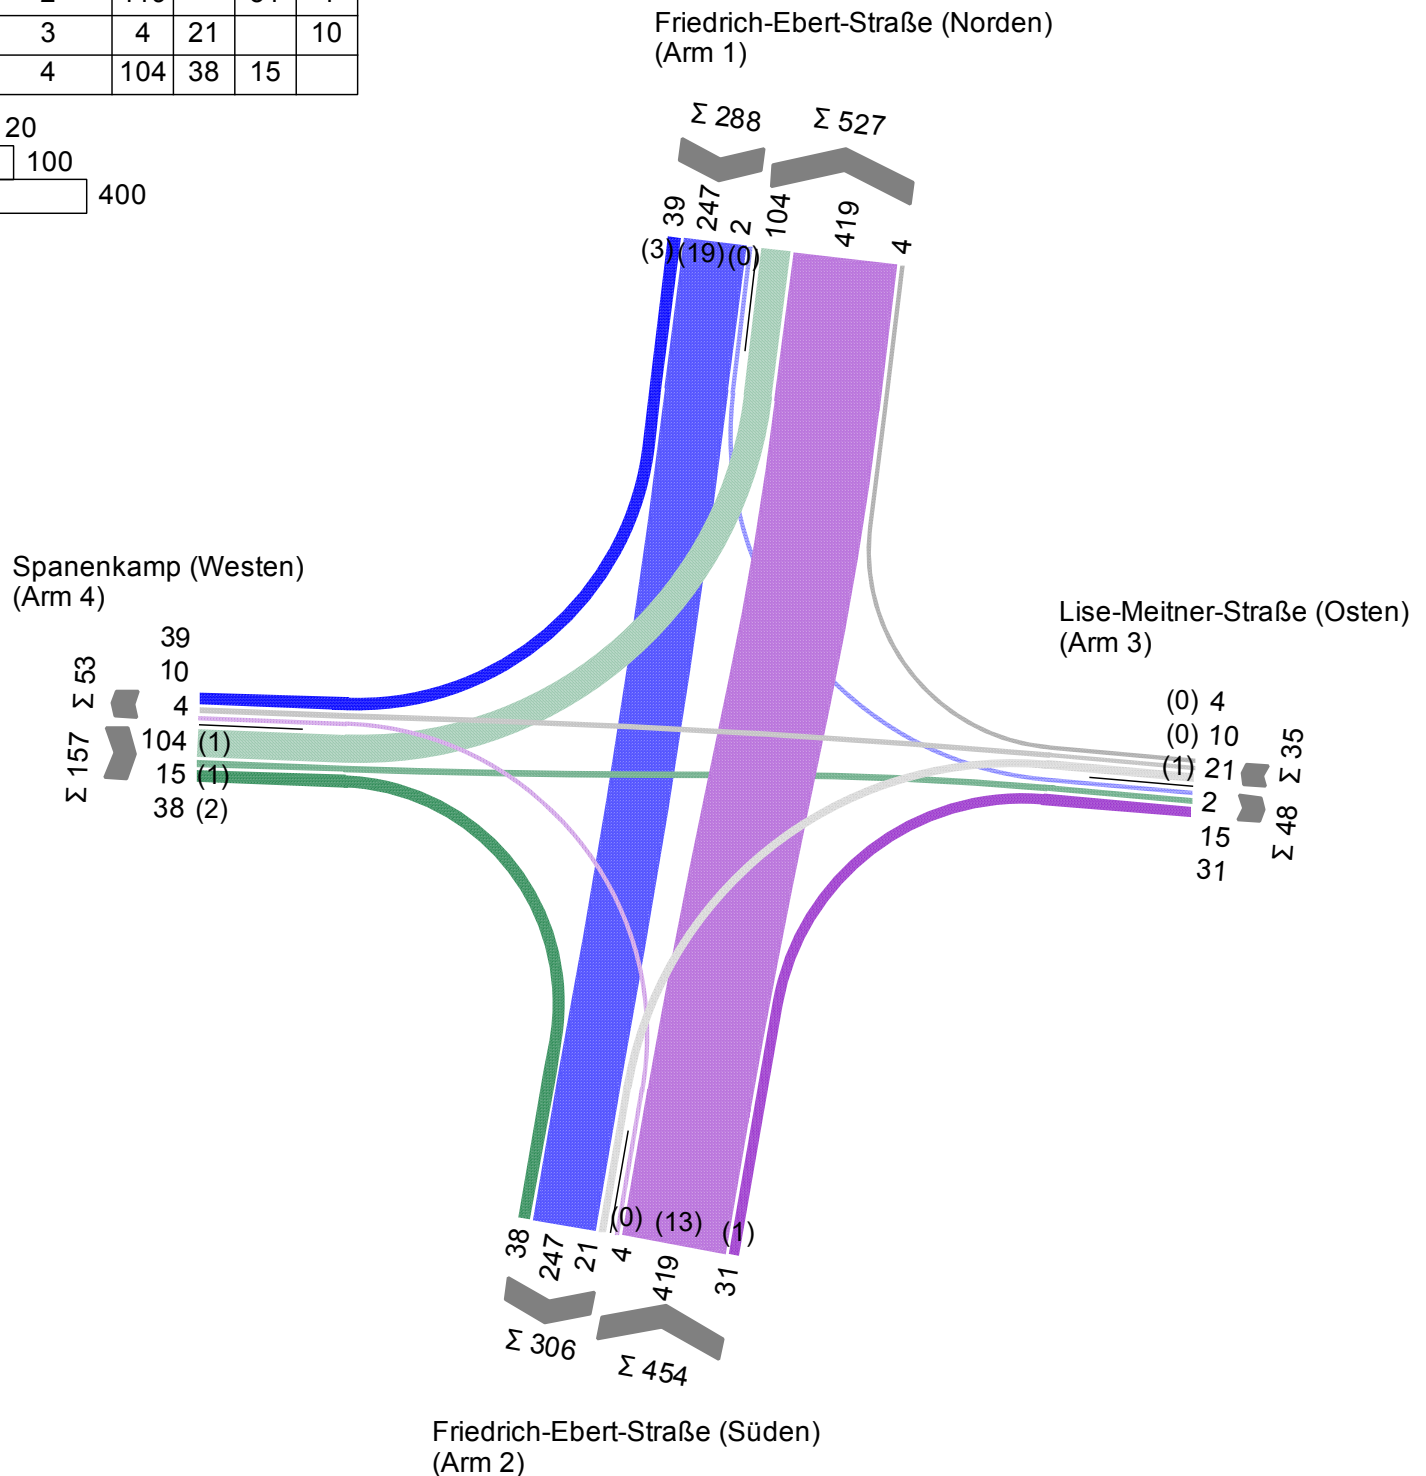 3 4 21 10
4 104 38 15
20
100
400
Friedrich-Ebert-Straße (Norden)
(Arm 1)
Σ 288
Σ 527
39 247 2 104 419 4
(3) (19) (0)
Spanenkamp (Westen)
(Arm 4)
Σ 53
Σ 157
39
10
4
104 (1)
15 (1)
38 (2)
Lise-Meitner-Straße (Osten)
(Arm 3)
(0) 4
(0) 10
(1) 21
2
15
31
Σ 35
Σ 48
(0) (13) (1)
38 247 21 4 419 31
Σ 306
Σ 454
Friedrich-Ebert-Straße (Süden)
(Arm 2)